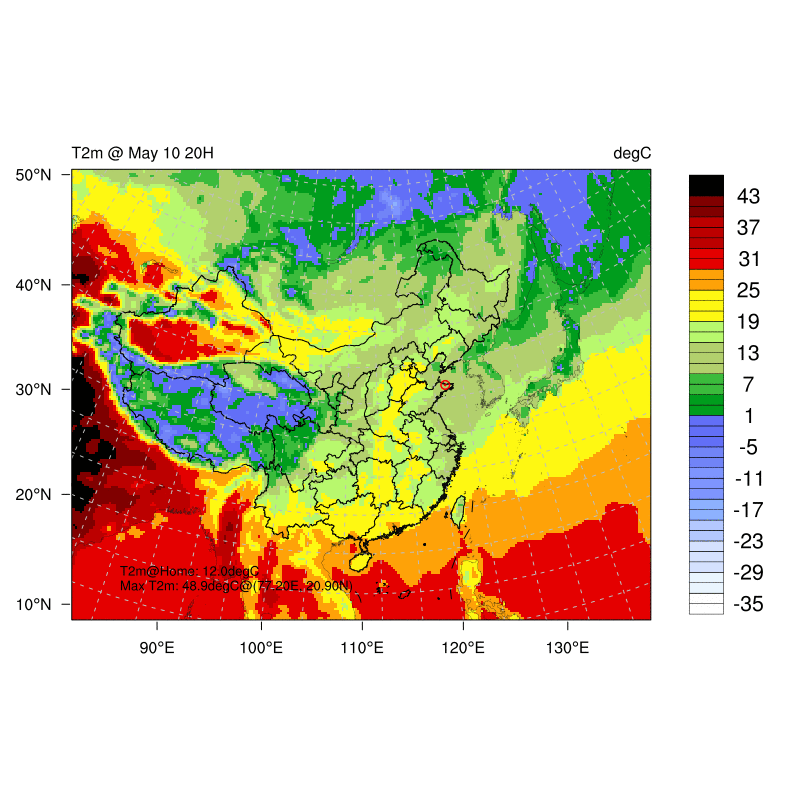 T2m @ May 10 20H
degC
50°N
40°N
30°N
20°N
10°N
90°E
100°E
110°E
120°E
130°E
43
37
31
25
19
13
7
1
-5
-11
-17
-23
-29
-35
T2m@Home: 12.0degC
Max T2m: 48.9degC@(77.20E, 20.90N)